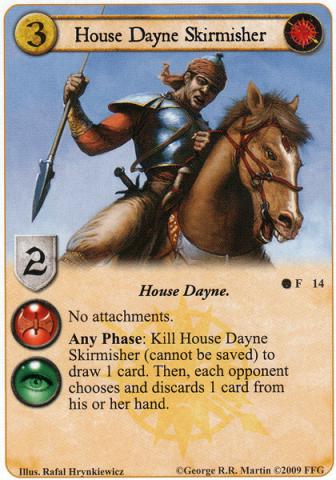 3 House Dayne Skirmisher
2
House Dayne.
F 14
No attachments.
Any Phase: Kill House Dayne
Skirmisher (cannot be saved) to
draw 1 card. Then, each opponent
chooses and discards 1 card from
his or her hand.
Illus. Rafal Hrynkiewicz ©George R.R. Martin ©2009 FFG